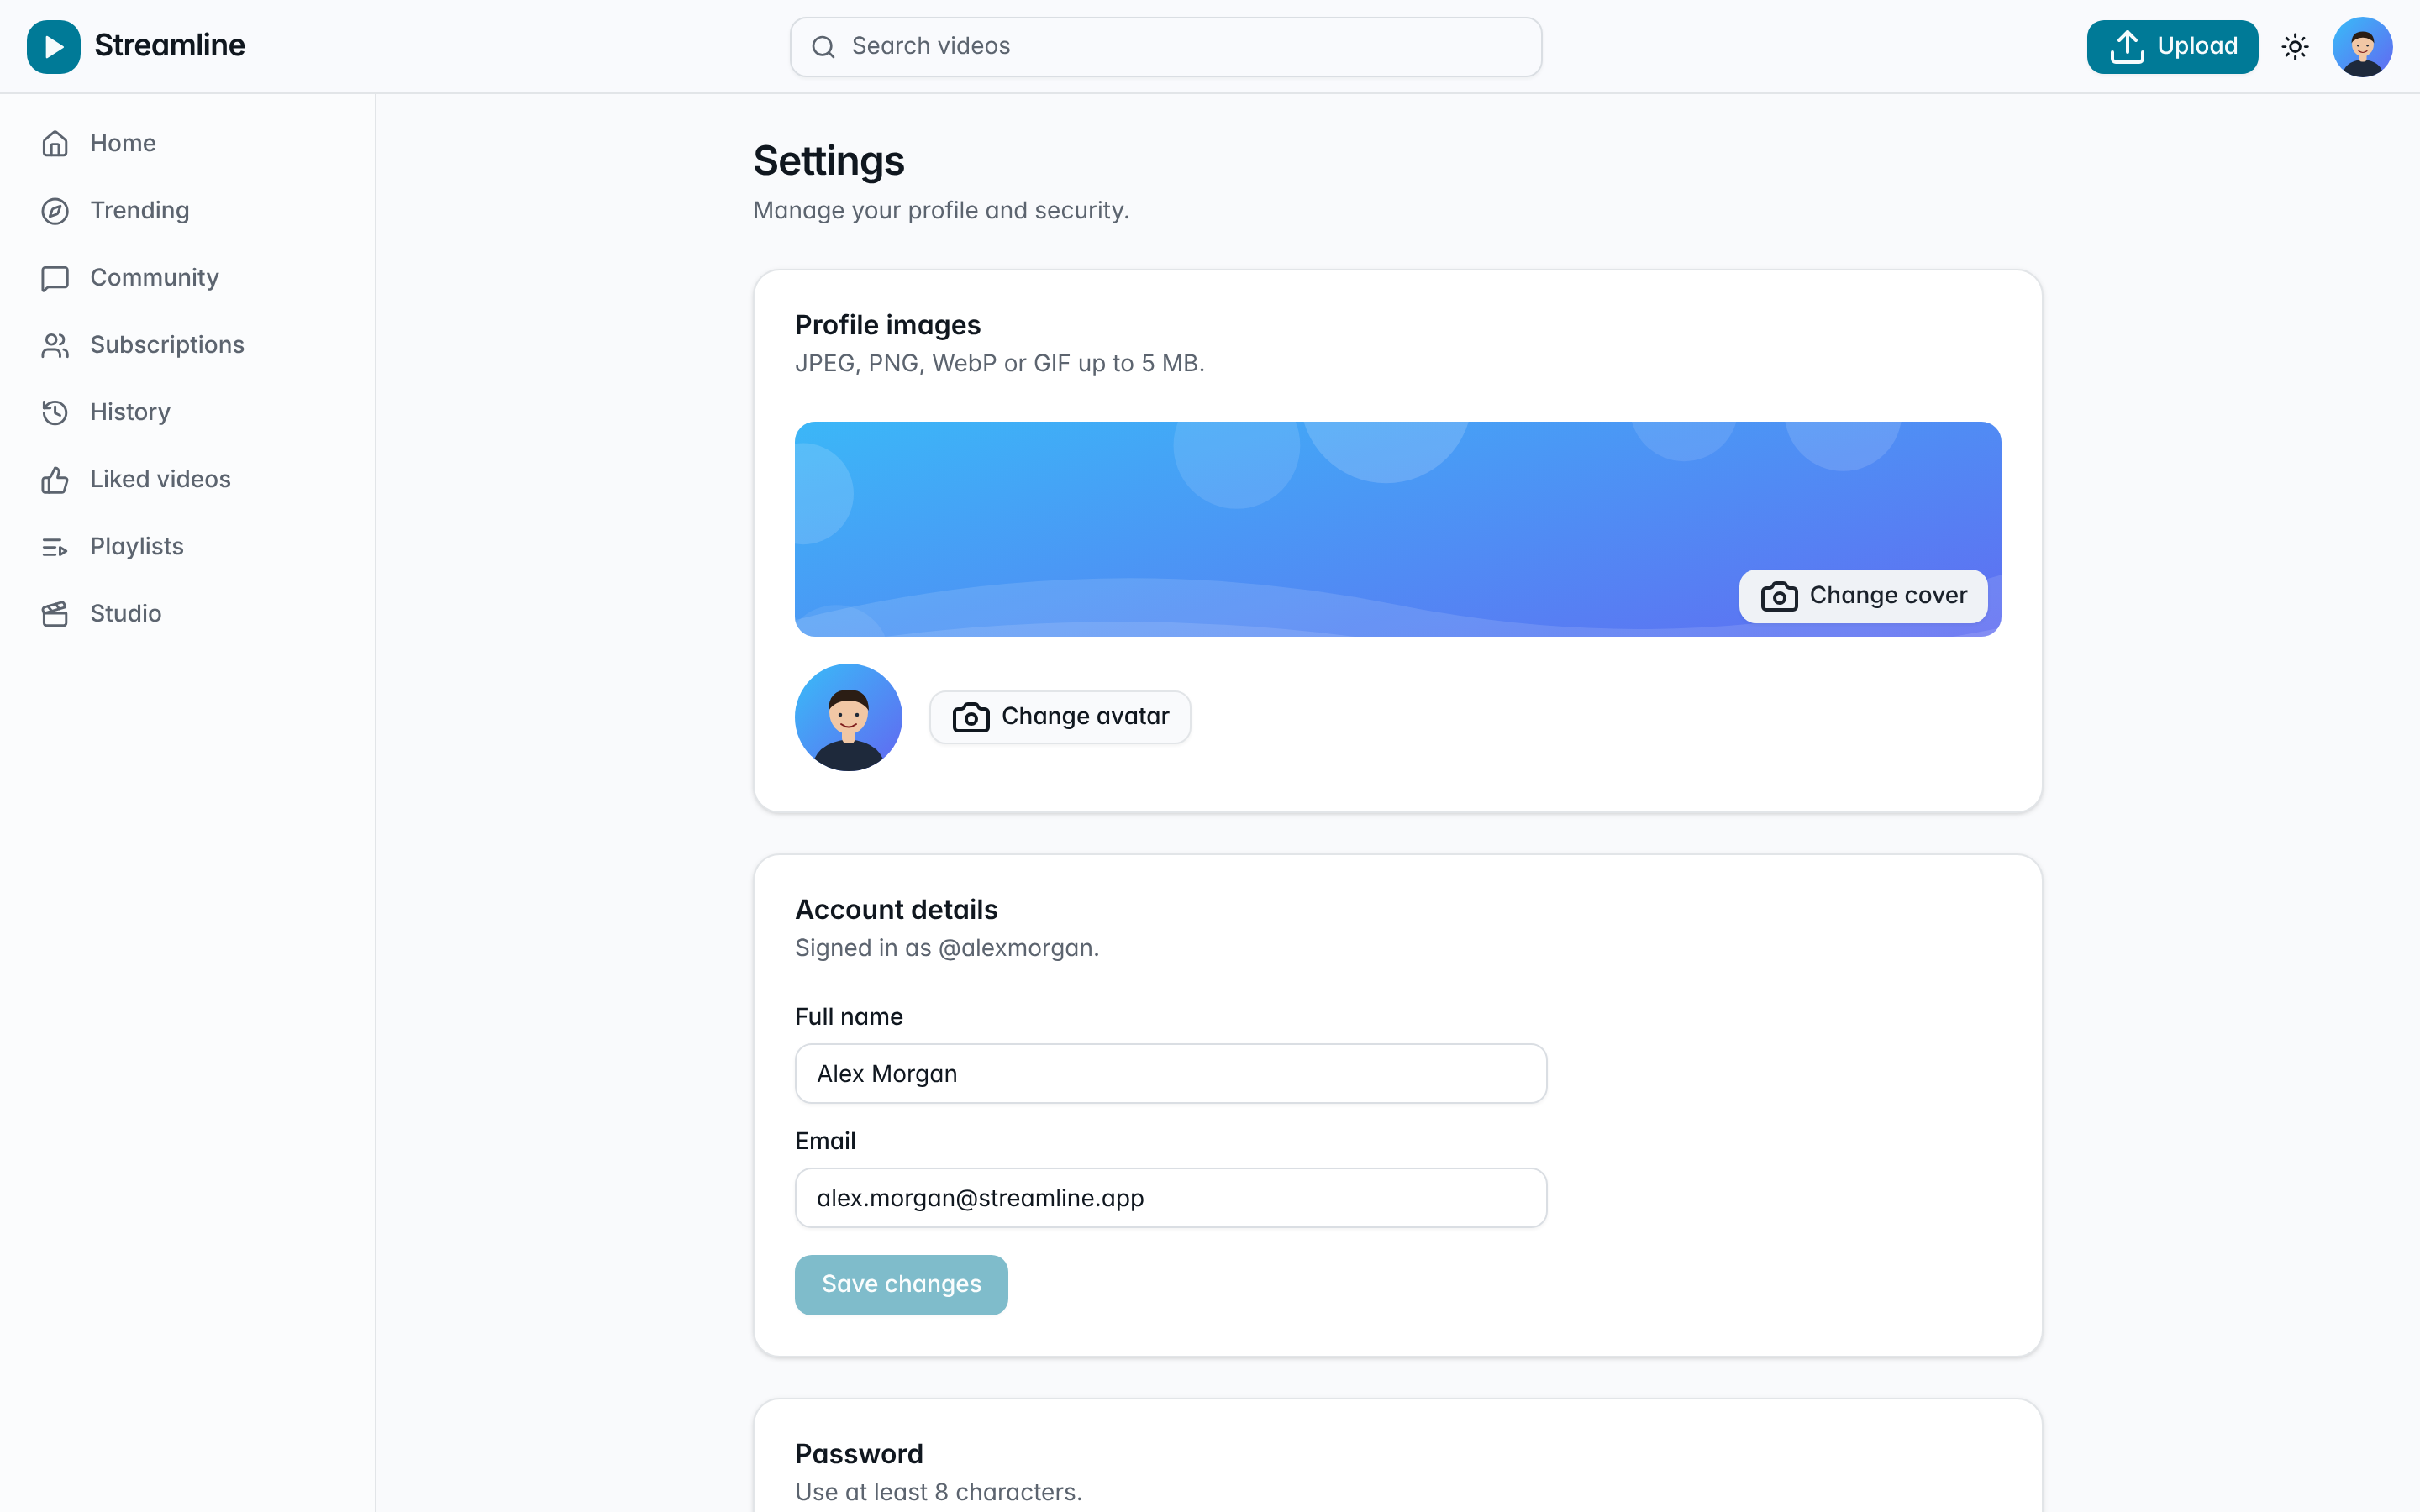 Streamline
Search videos
Upload
Home
Trending
Community
Subscriptions
History
Liked videos
Playlists
Studio
Settings
Manage your profile and security.
Profile images
JPEG, PNG, WebP or GIF up to 5 MB.
Change cover
Change avatar
Account details
Signed in as @alexmorgan.
Full name
Alex Morgan
Email
alex.morgan@streamline.app
Save changes
Password
Use at least 8 characters.